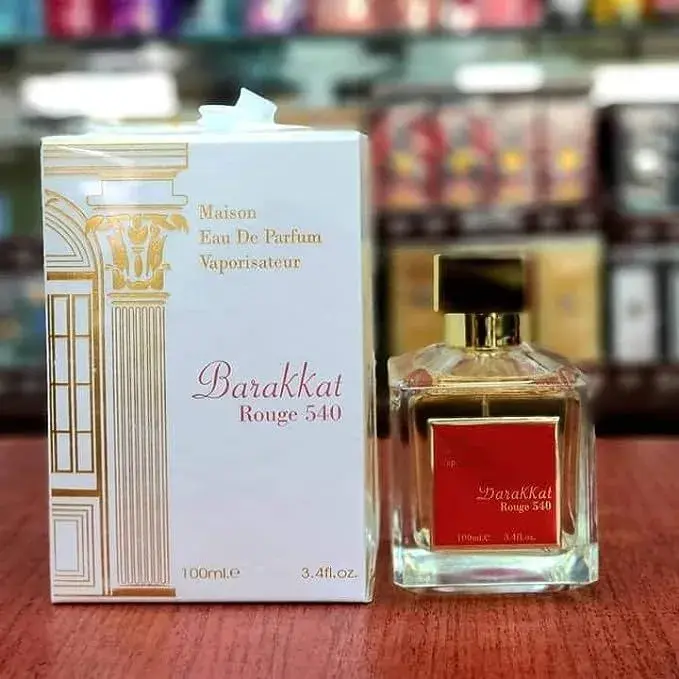 Maison
Eau De Parfum
Vaporisateur
Barakkat
Rouge 540
100ml.e
3.4fl.oz.
Barakkat
Rouge 540
100ml.e 3.4fl.oz.